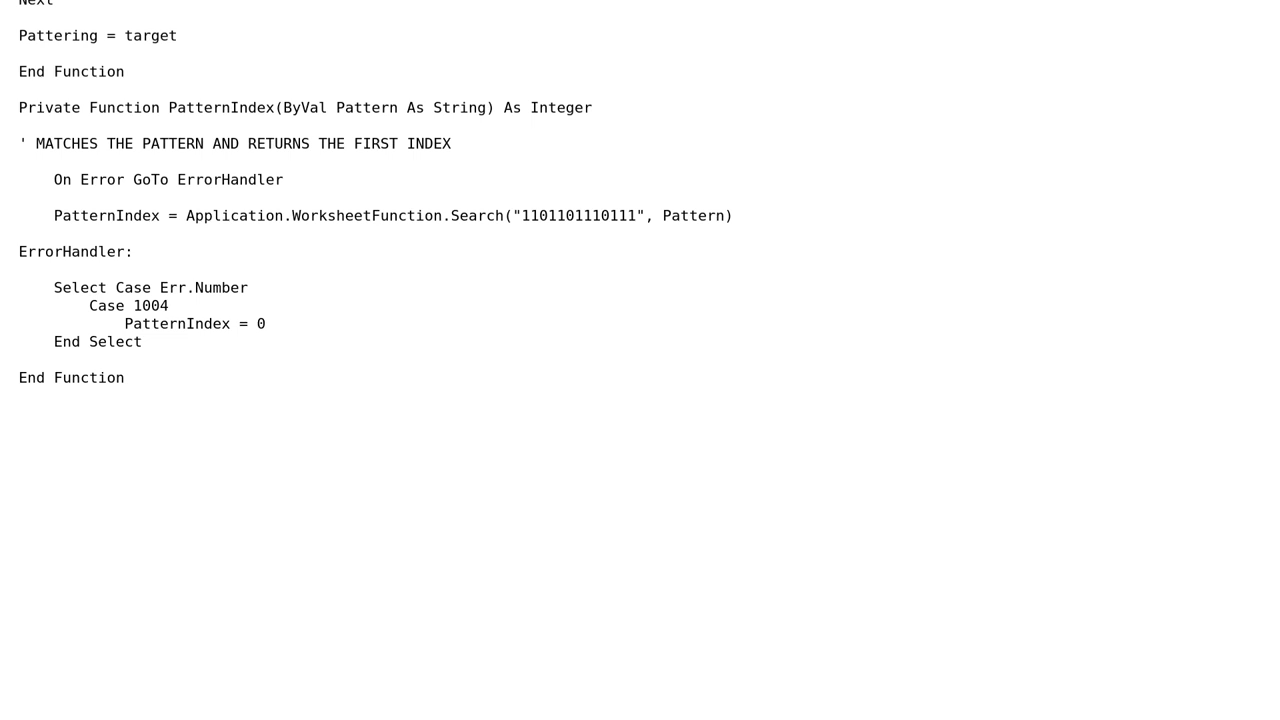 Next
Pattering = target
End Function
Private Function PatternIndex(ByVal Pattern As String) As Integer
' MATCHES THE PATTERN AND RETURNS THE FIRST INDEX
    On Error GoTo ErrorHandler
    PatternIndex = Application.WorksheetFunction.Search("1101101110111", Pattern)
ErrorHandler:
    Select Case Err.Number
        Case 1004
            PatternIndex = 0
    End Select
End Function